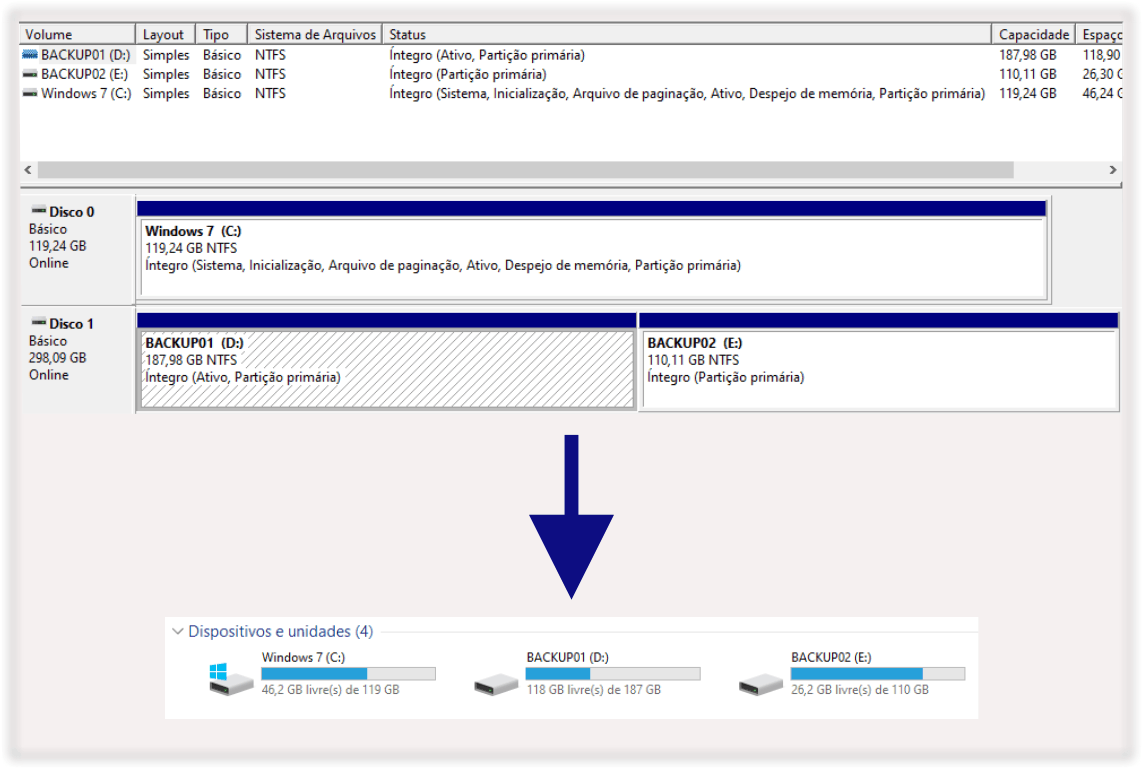 Volume Layout Tipo Sistema de Arquivos Status Capacidade Espaço
BACKUP01 (D:) Simples Básico NTFS Íntegro (Ativo, Partição primária) 187,98 GB 118,90
BACKUP02 (E:) Simples Básico NTFS Íntegro (Partição primária) 110,11 GB 26,30 G
Windows 7 (C:) Simples Básico NTFS Íntegro (Sistema, Inicialização, Arquivo de paginação, Ativo, Despejo de memória, Partição primária) 119,24 GB 46,24 G
Disco 0
Básico
119,24 GB
Online
Windows 7 (C:)
119,24 GB NTFS
Íntegro (Sistema, Inicialização, Arquivo de paginação, Ativo, Despejo de memória, Partição primária)
Disco 1
Básico
298,09 GB
Online
BACKUP01 (D:)
187,98 GB NTFS
Íntegro (Ativo, Partição primária)
BACKUP02 (E:)
110,11 GB NTFS
Íntegro (Partição primária)
Dispositivos e unidades (4)
Windows 7 (C:)
46,2 GB livre(s) de 119 GB
BACKUP01 (D:)
118 GB livre(s) de 187 GB
BACKUP02 (E:)
26,2 GB livre(s) de 110 GB